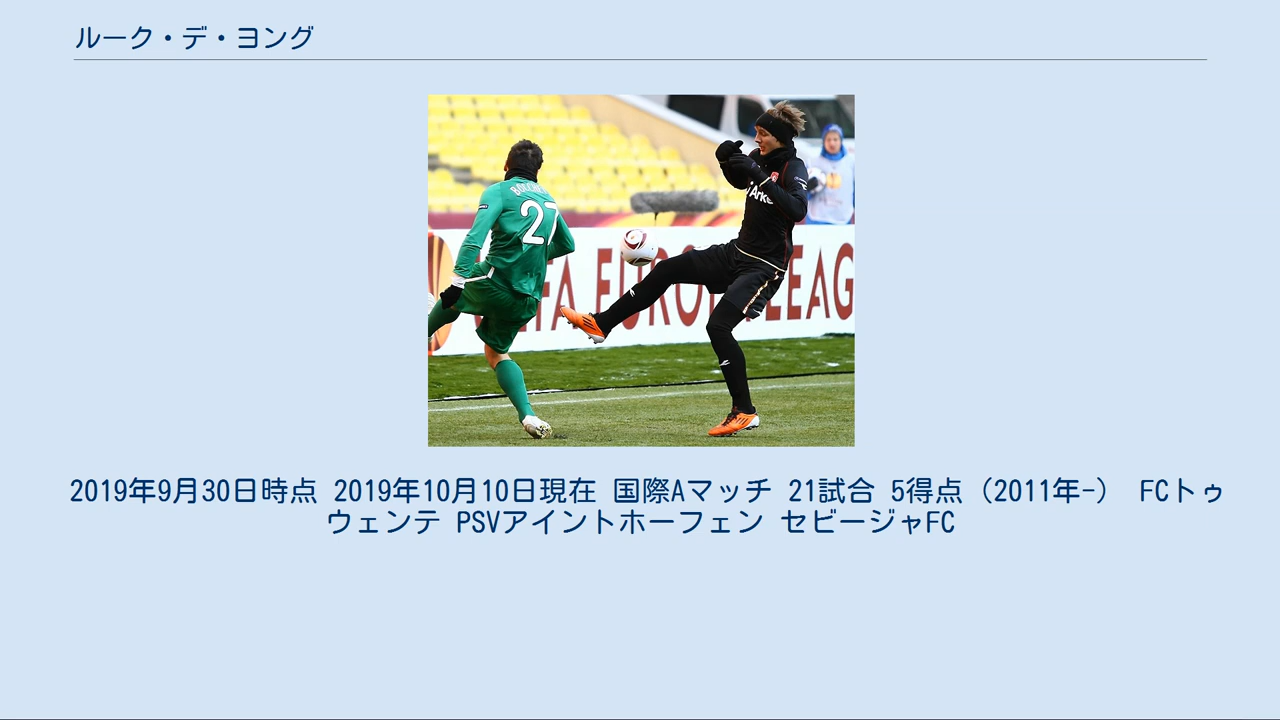 ルーク・デ・ヨング
27
UEFA EUROPA LEAG
2019年9月30日時点 2019年10月10日現在 国際Aマッチ 21試合 5得点 (2011年-) FCトゥ
ウェンテ PSVアイントホーフェン セビージャFC